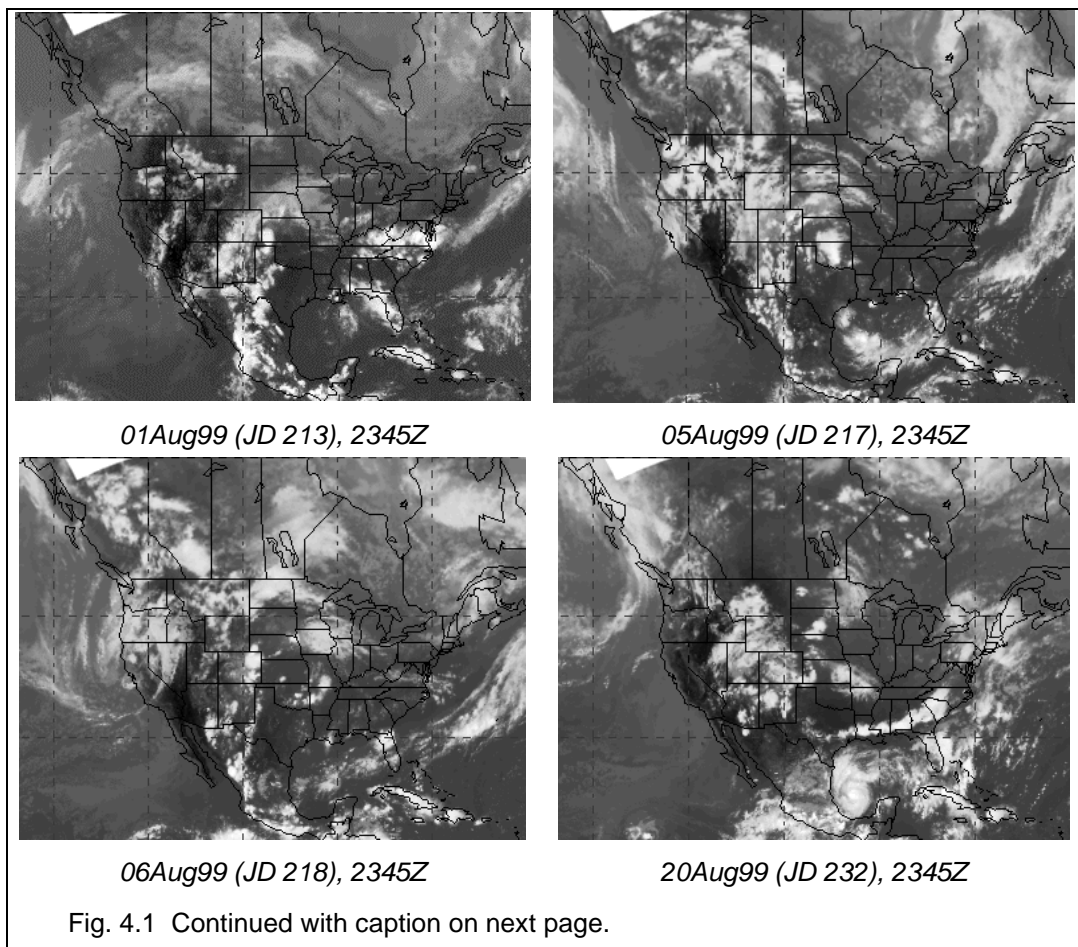 01Aug99 (JD 213), 2345Z
05Aug99 (JD 217), 2345Z
06Aug99 (JD 218), 2345Z
20Aug99 (JD 232), 2345Z
Fig. 4.1 Continued with caption on next page.